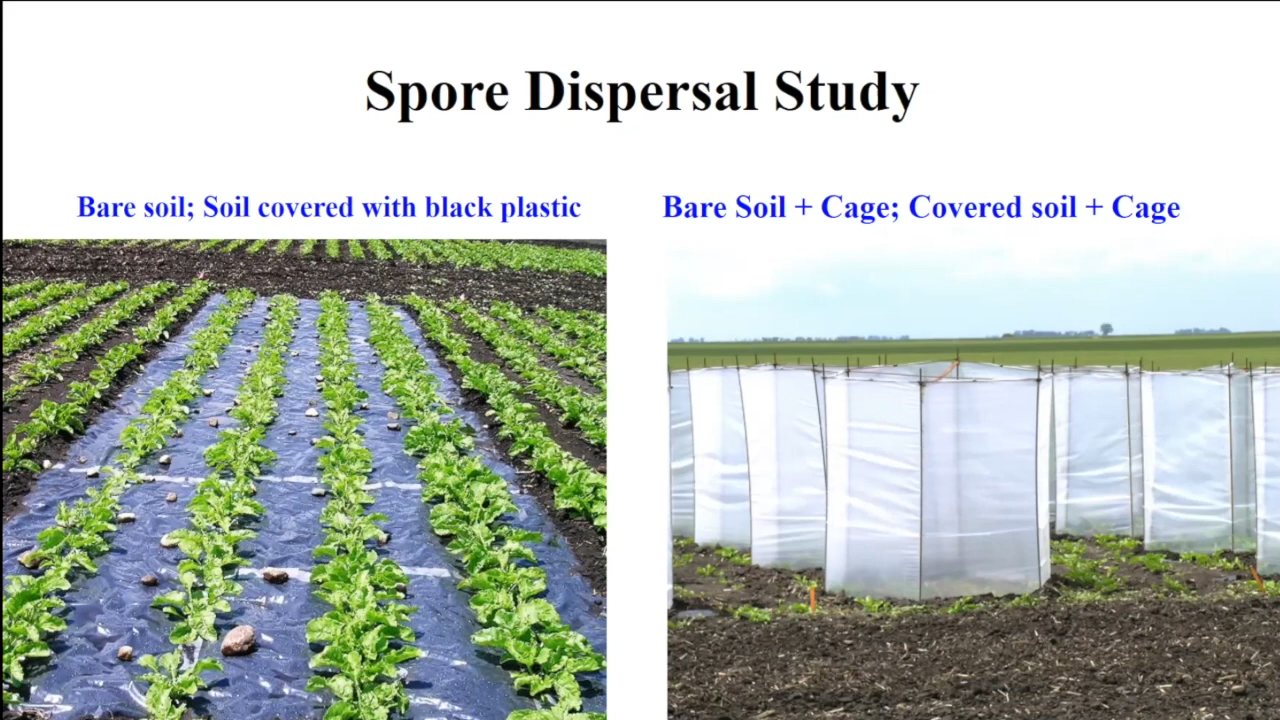 Spore Dispersal Study
Bare soil; Soil covered with black plastic
Bare Soil + Cage; Covered soil + Cage